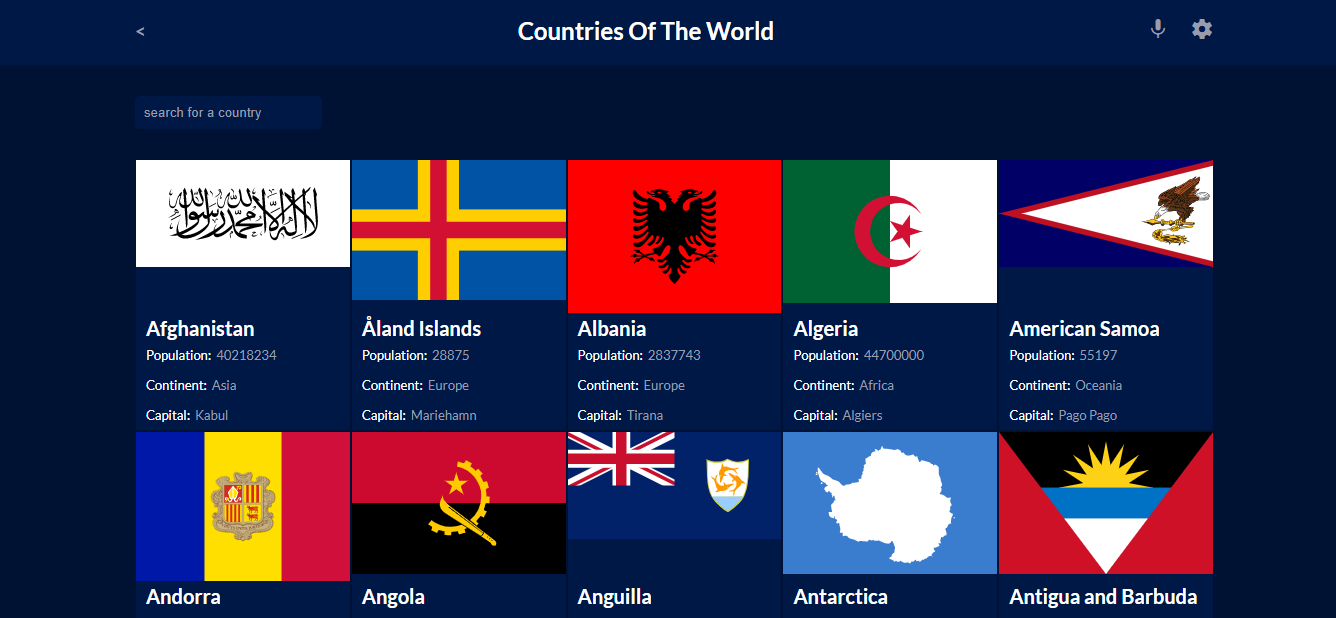 <
Countries Of The World
search for a country
لا إله إلا الله محمد رسول الله
Afghanistan
Population: 40218234
Continent: Asia
Capital: Kabul
Åland Islands
Population: 28875
Continent: Europe
Capital: Mariehamn
Albania
Population: 2837743
Continent: Europe
Capital: Tirana
Algeria
Population: 44700000
Continent: Africa
Capital: Algiers
American Samoa
Population: 55197
Continent: Oceania
Capital: Pago Pago
Andorra
Angola
Anguilla
Antarctica
Antigua and Barbuda